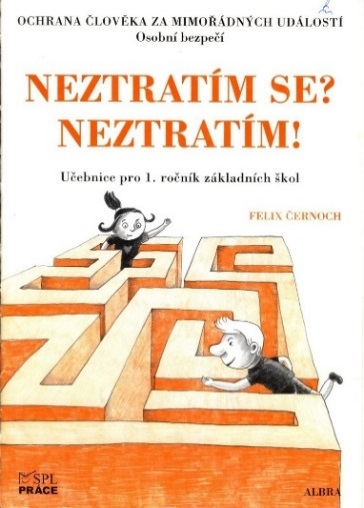 OCHRANA ČLOVĚKA ZA MIMOŘÁDNÝCH UDÁLOSTÍ
Osobní bezpečí
NEZTRATÍM SE?
NEZTRATÍM!
Učebnice pro 1. ročník základních škol
FELIX ČERNOCH
SPL
PRÁCE
ALBRA